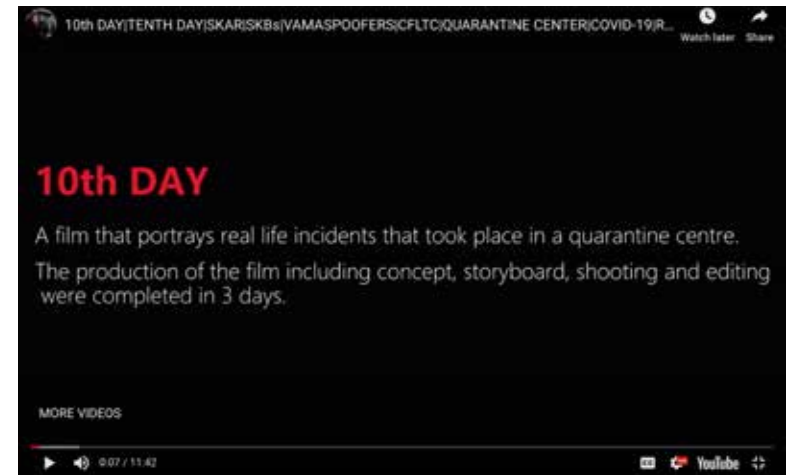 10th DAY|TENTH DAY|SKAR|SKBs|VAMASPOOFERS|CFLTC|QUARANTINE CENTER|COVID-19|R...
Watch later Share
10th DAY
A film that portrays real life incidents that took place in a quarantine centre.
The production of the film including concept, storyboard, shooting and editing
were completed in 3 days.
MORE VIDEOS
0:07 / 11:42
YouTube